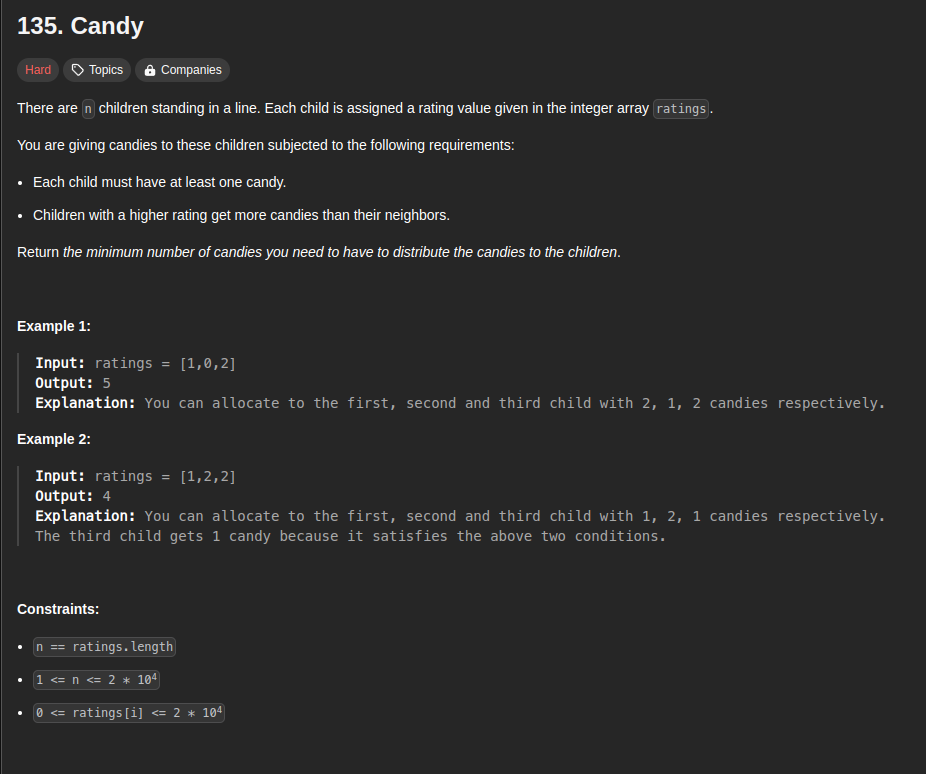 135. Candy
Hard Topics Companies
There are n children standing in a line. Each child is assigned a rating value given in the integer array ratings.
You are giving candies to these children subjected to the following requirements:
• Each child must have at least one candy.
• Children with a higher rating get more candies than their neighbors.
Return the minimum number of candies you need to have to distribute the candies to the children.
Example 1:
Input: ratings = [1,0,2]
Output: 5
Explanation: You can allocate to the first, second and third child with 2, 1, 2 candies respectively.
Example 2:
Input: ratings = [1,2,2]
Output: 4
Explanation: You can allocate to the first, second and third child with 1, 2, 1 candies respectively.
The third child gets 1 candy because it satisfies the above two conditions.
Constraints:
• n == ratings.length
• 1 <= n <= 2 * 10⁴
• 0 <= ratings[i] <= 2 * 10⁴